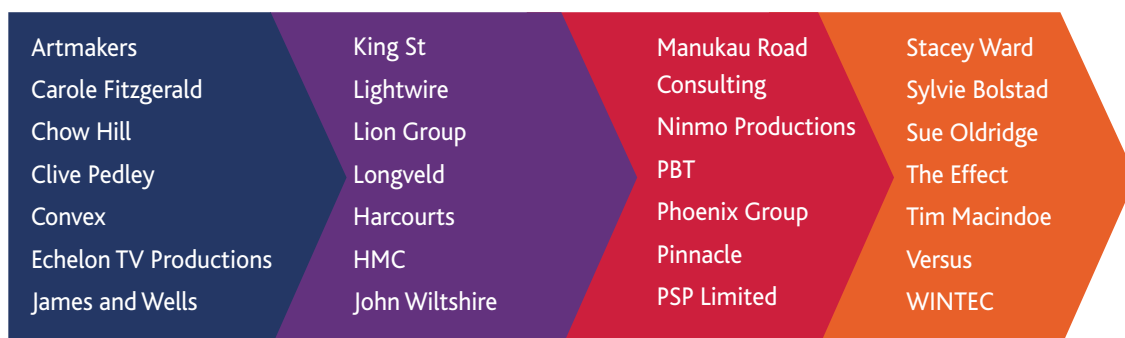 Artmakers
Carole Fitzgerald
Chow Hill
Clive Pedley
Convex
Echelon TV Productions
James and Wells
King St
Lightwire
Lion Group
Longveld
Harcourts
HMC
John Wiltshire
Manukau Road
Consulting
Ninmo Productions
PBT
Phoenix Group
Pinnacle
PSP Limited
Stacey Ward
Sylvie Bolstad
Sue Oldridge
The Effect
Tim Macindoe
Versus
WINTEC